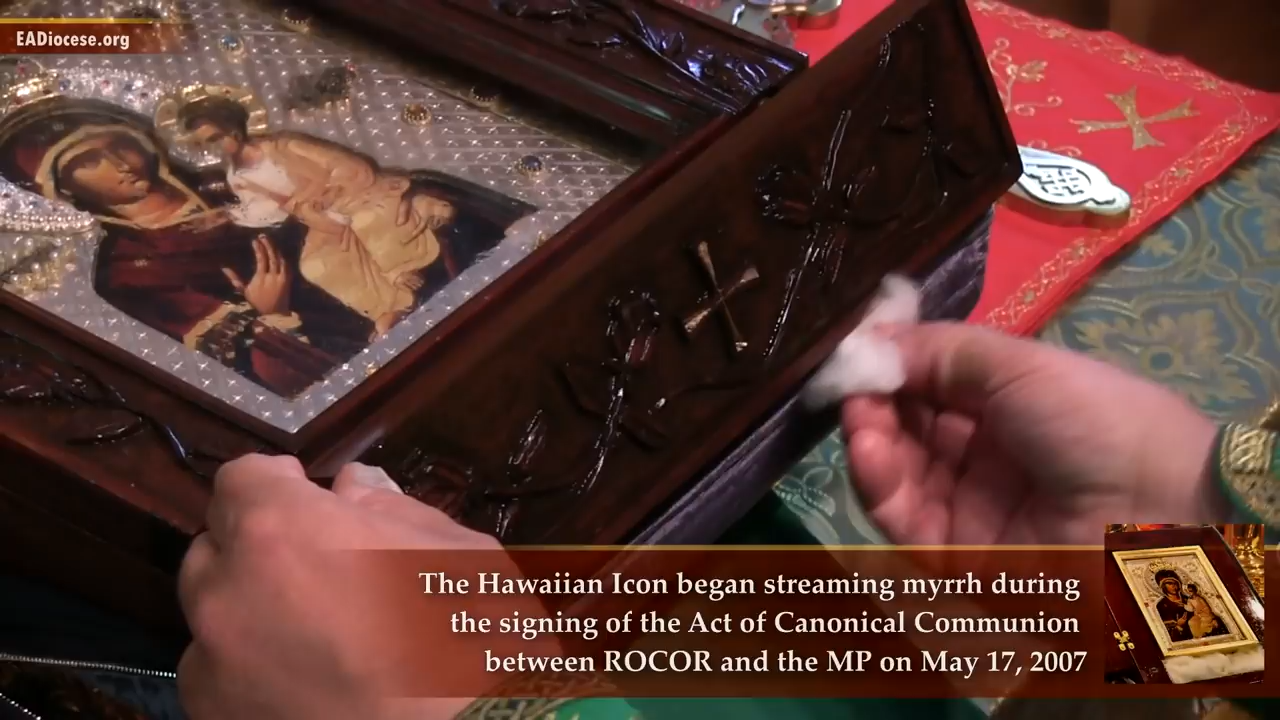 EADiocese.org
The Hawaiian Icon began streaming myrrh during
the signing of the Act of Canonical Communion
between ROCOR and the MP on May 17, 2007